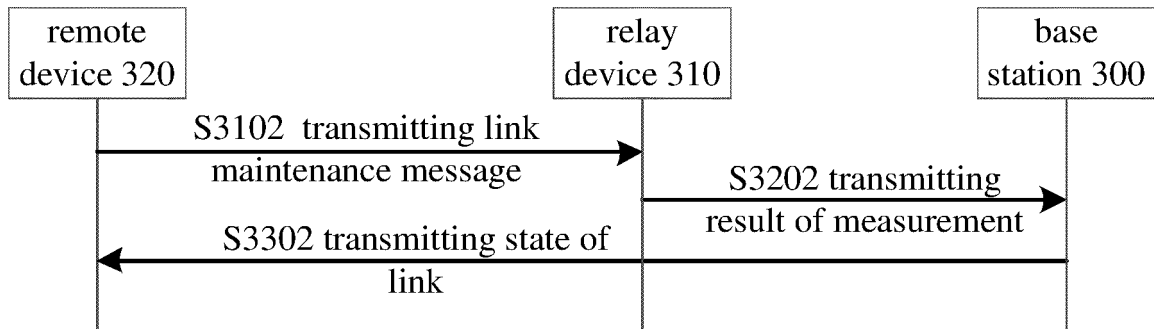 remote
device 320
relay
device 310
base
station 300
S3102 transmitting link
maintenance message
S3202 transmitting
result of measurement
S3302 transmitting state of
link